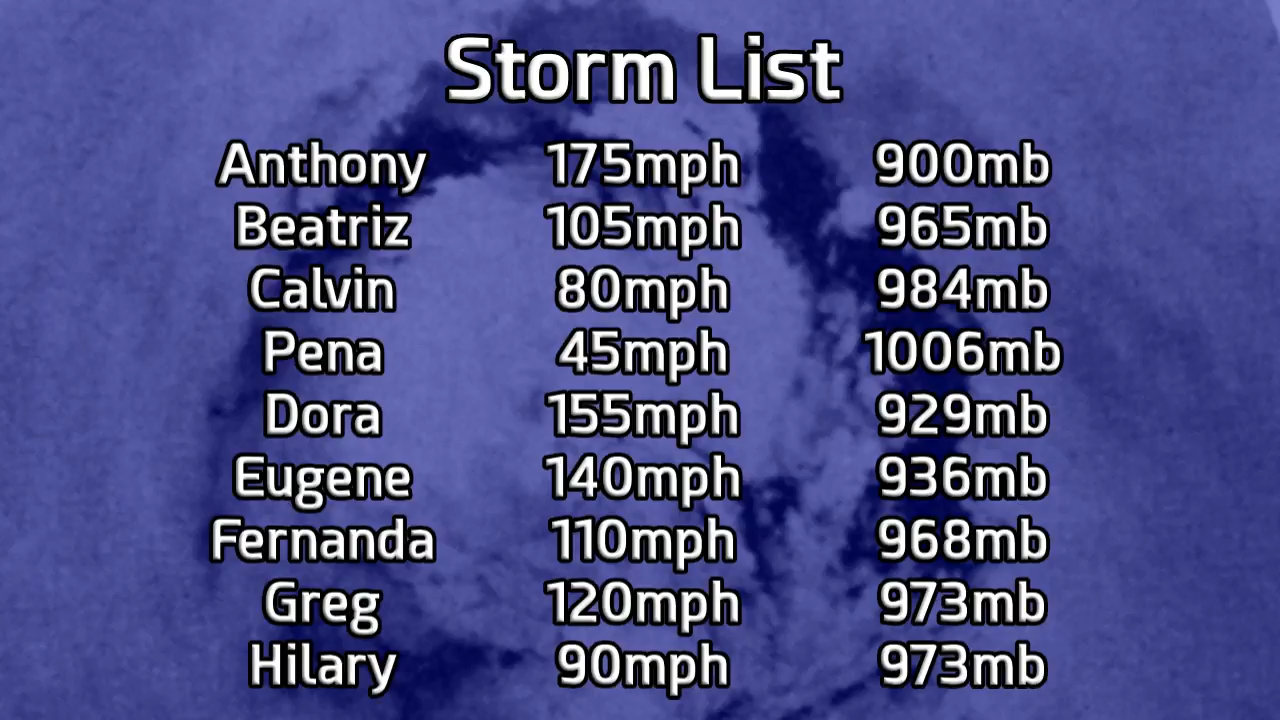 Storm List
Anthony 175mph 900mb
Beatriz 105mph 965mb
Calvin 80mph 984mb
Pena 45mph 1006mb
Dora 155mph 929mb
Eugene 140mph 936mb
Fernanda 110mph 968mb
Greg 120mph 973mb
Hilary 90mph 973mb